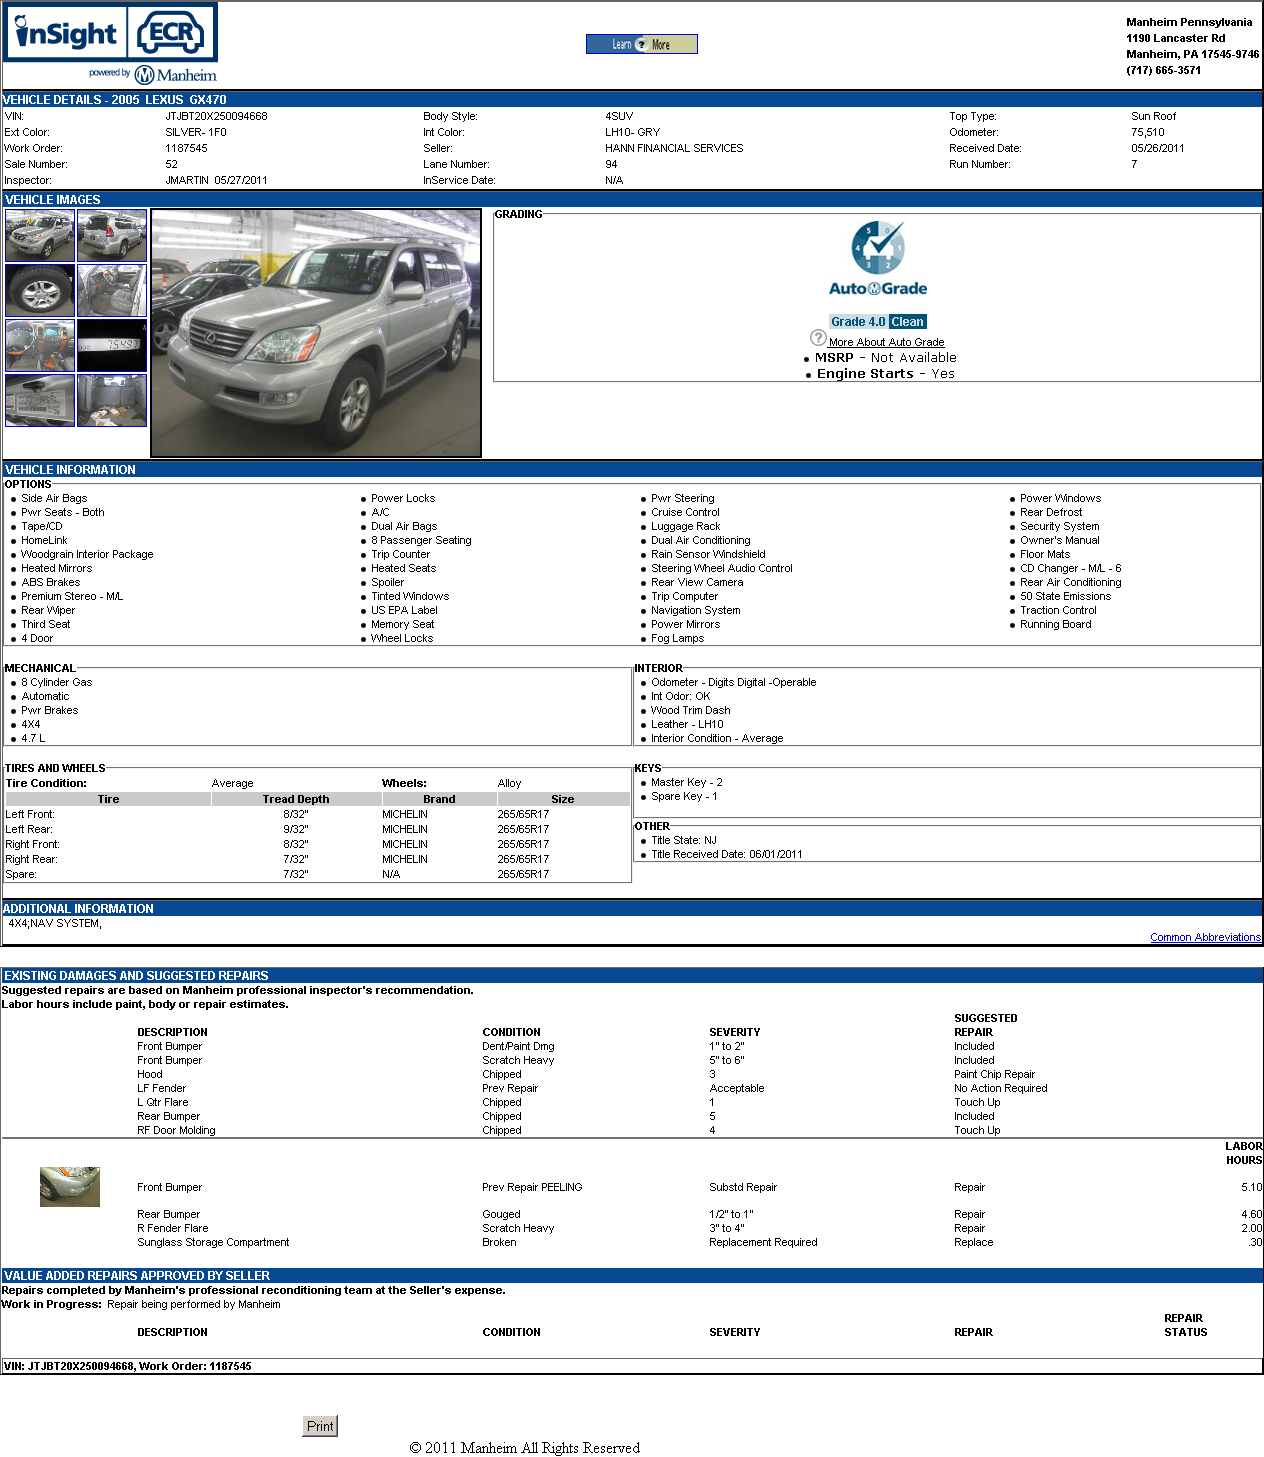 inSight ECR
powered by Manheim
Learn ? More
Manheim Pennsylvania
1190 Lancaster Rd
Manheim, PA 17545-9746
(717) 665-3571
VEHICLE DETAILS - 2005 LEXUS GX470
VIN: JTJBT20X250094668 Body Style: 4SUV Top Type: Sun Roof
Ext Color: SILVER- 1F0 Int Color: LH10- GRY Odometer: 75,510
Work Order: 1187545 Seller: HANN FINANCIAL SERVICES Received Date: 05/26/2011
Sale Number: 52 Lane Number: 94 Run Number: 7
Inspector: JMARTIN 05/27/2011 InService Date: N/A
VEHICLE IMAGES
GRADING
5 0 1 2 3 4
AutoGrade
Grade 4.0 Clean
? More About Auto Grade
• MSRP - Not Available
• Engine Starts - Yes
75497
VEHICLE INFORMATION
OPTIONS
• Side Air Bags • Power Locks • Pwr Steering • Power Windows
• Pwr Seats - Both • A/C • Cruise Control • Rear Defrost
• Tape/CD • Dual Air Bags • Luggage Rack • Security System
• HomeLink • 8 Passenger Seating • Dual Air Conditioning • Owner's Manual
• Woodgrain Interior Package • Trip Counter • Rain Sensor Windshield • Floor Mats
• Heated Mirrors • Heated Seats • Steering Wheel Audio Control • CD Changer - M/L - 6
• ABS Brakes • Spoiler • Rear View Camera • Rear Air Conditioning
• Premium Stereo - M/L • Tinted Windows • Trip Computer • 50 State Emissions
• Rear Wiper • US EPA Label • Navigation System • Traction Control
• Third Seat • Memory Seat • Power Mirrors • Running Board
• 4 Door • Wheel Locks • Fog Lamps
MECHANICAL
• 8 Cylinder Gas
• Automatic
• Pwr Brakes
• 4X4
• 4.7 L
INTERIOR
• Odometer - Digits Digital -Operable
• Int Odor: OK
• Wood Trim Dash
• Leather - LH10
• Interior Condition - Average
TIRES AND WHEELS
Tire Condition: Average Wheels: Alloy
Tire Tread Depth Brand Size
Left Front: 8/32" MICHELIN 265/65R17
Left Rear: 9/32" MICHELIN 265/65R17
Right Front: 8/32" MICHELIN 265/65R17
Right Rear: 7/32" MICHELIN 265/65R17
Spare: 7/32" N/A 265/65R17
KEYS
• Master Key - 2
• Spare Key - 1
OTHER
• Title State: NJ
• Title Received Date: 06/01/2011
ADDITIONAL INFORMATION
4X4;NAV SYSTEM,
Common Abbreviations
EXISTING DAMAGES AND SUGGESTED REPAIRS
Suggested repairs are based on Manheim professional inspector's recommendation.
Labor hours include paint, body or repair estimates.
DESCRIPTION CONDITION SEVERITY SUGGESTED REPAIR
Front Bumper Dent/Paint Dmg 1" to 2" Included
Front Bumper Scratch Heavy 5" to 6" Included
Hood Chipped 3 Paint Chip Repair
LF Fender Prev Repair Acceptable No Action Required
L Qtr Flare Chipped 1 Touch Up
Rear Bumper Chipped 5 Included
RF Door Molding Chipped 4 Touch Up
LABOR HOURS
Front Bumper Prev Repair PEELING Substd Repair Repair 5.10
Rear Bumper Gouged 1/2" to 1" Repair 4.60
R Fender Flare Scratch Heavy 3" to 4" Repair 2.00
Sunglass Storage Compartment Broken Replacement Required Replace .30
VALUE ADDED REPAIRS APPROVED BY SELLER
Repairs completed by Manheim's professional reconditioning team at the Seller's expense.
Work in Progress: Repair being performed by Manheim
DESCRIPTION CONDITION SEVERITY REPAIR REPAIR STATUS
VIN: JTJBT20X250094668, Work Order: 1187545
Print
© 2011 Manheim All Rights Reserved